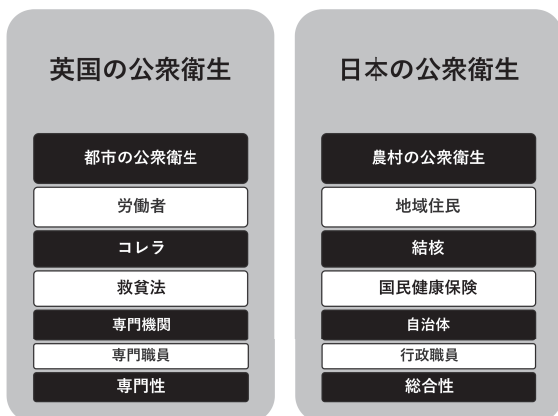 英国の公衆衛生
都市の公衆衛生
労働者
コレラ
救貧法
専門機関
専門職員
専門性
日本の公衆衛生
農村の公衆衛生
地域住民
結核
国民健康保険
自治体
行政職員
総合性